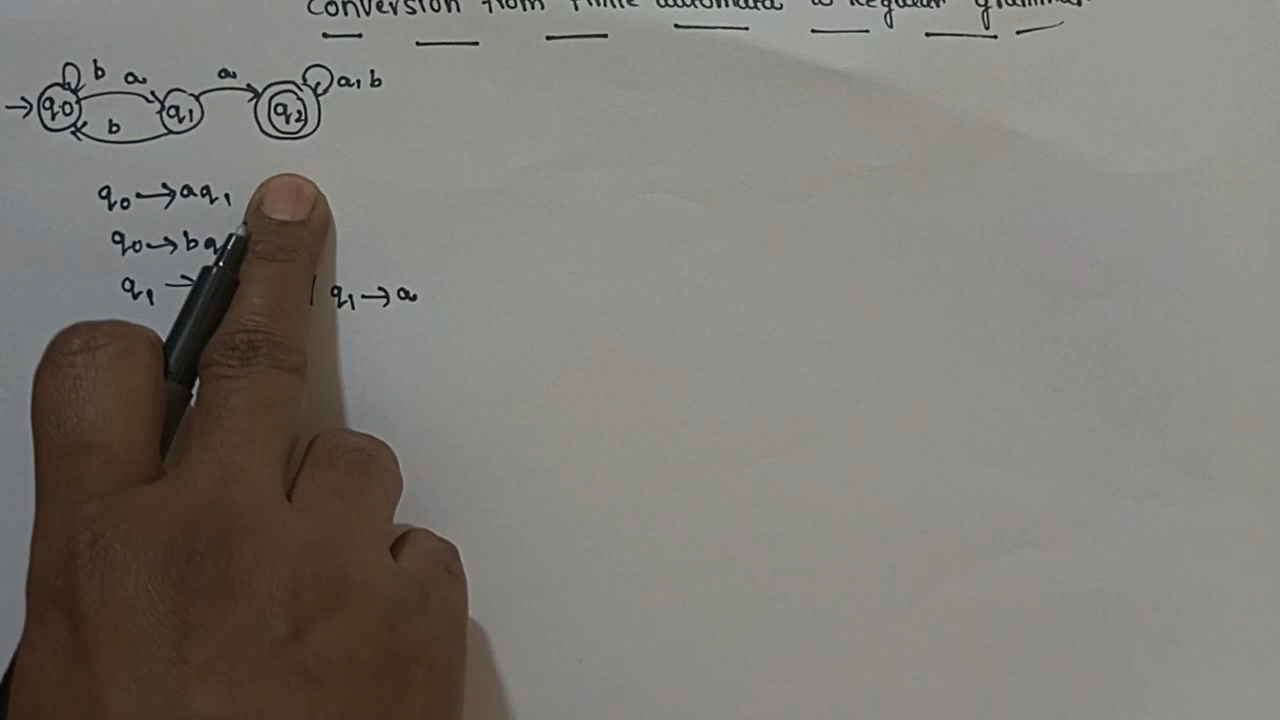 Conversion from finite automata to Regular grammar
b a a a,b
q0 q1 q2
b
q0→aq1
q0→bq
q1→ | q1→a